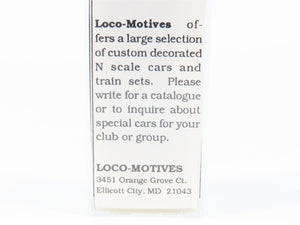 Loco-Motives of-
fers a large selection
of custom decorated
N scale cars and
train sets. Please
write for a catalogue
or to inquire about
special cars for your
club or group.
LOCO-MOTIVES
3451 Orange Grove Ct.
Ellicott City, MD 21043